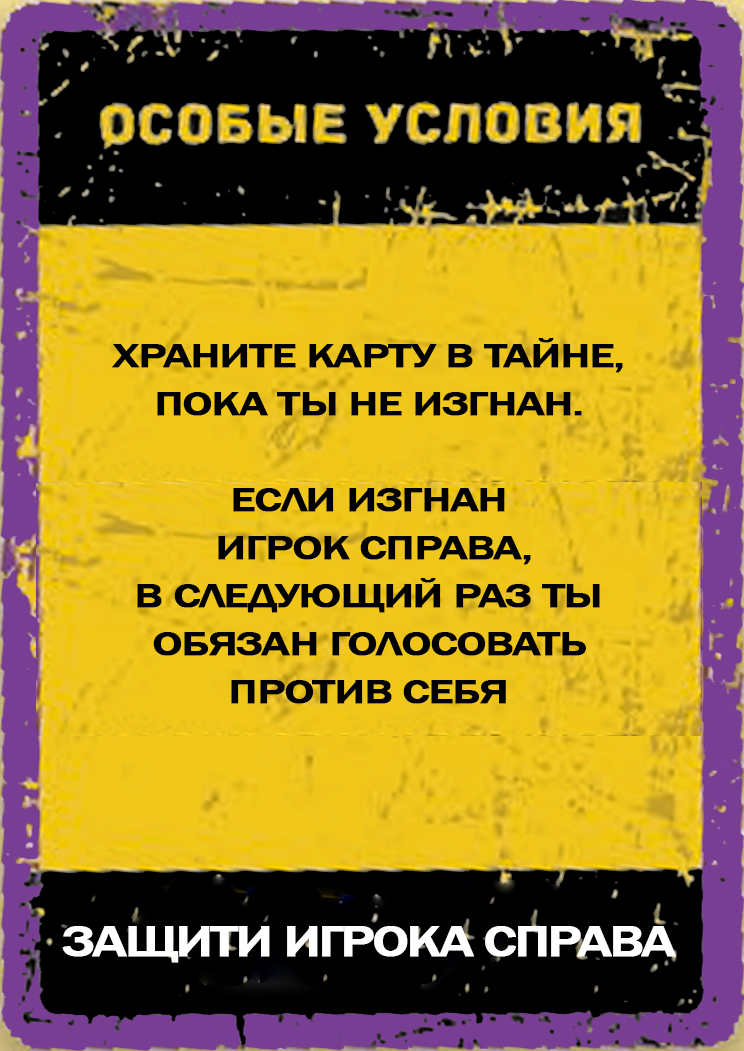 ОСОБЫЕ УСЛОВИЯ
ХРАНИТЕ КАРТУ В ТАЙНЕ,
ПОКА ТЫ НЕ ИЗГНАН.
ЕСЛИ ИЗГНАН
ИГРОК СПРАВА,
В СЛЕДУЮЩИЙ РАЗ ТЫ
ОБЯЗАН ГОЛОСОВАТЬ
ПРОТИВ СЕБЯ
ЗАЩИТИ ИГРОКА СПРАВА